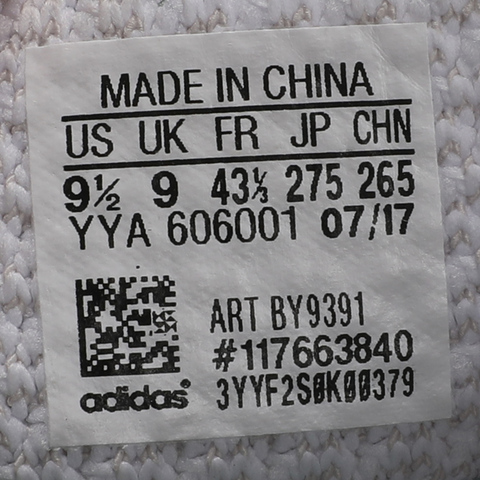 MADE IN CHINA
US UK FR JP CHN
9½ 9 43⅓ 275 265
YYA 606001 07/17
ART BY9391
#117663840
adidas® 3YYF2S0K00379